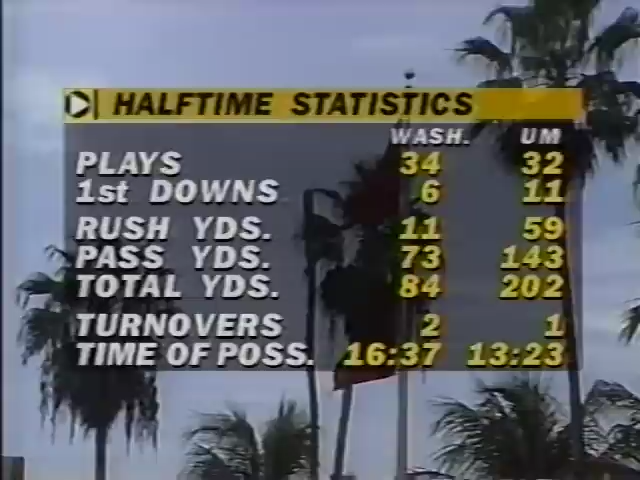 HALFTIME STATISTICS
WASH. UM
PLAYS 34 32
1st DOWNS 6 11
RUSH YDS. 11 59
PASS YDS. 73 143
TOTAL YDS. 84 202
TURNOVERS 2 1
TIME OF POSS. 16:37 13:23